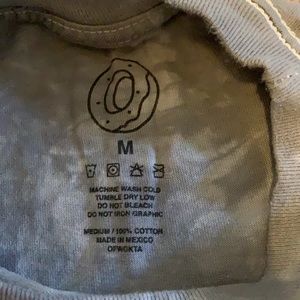 O
M
MACHINE WASH COLD
TUMBLE DRY LOW
DO NOT BLEACH
DO NOT IRON GRAPHIC
MEDIUM / 100% COTTON
MADE IN MEXICO
OFWGKTA